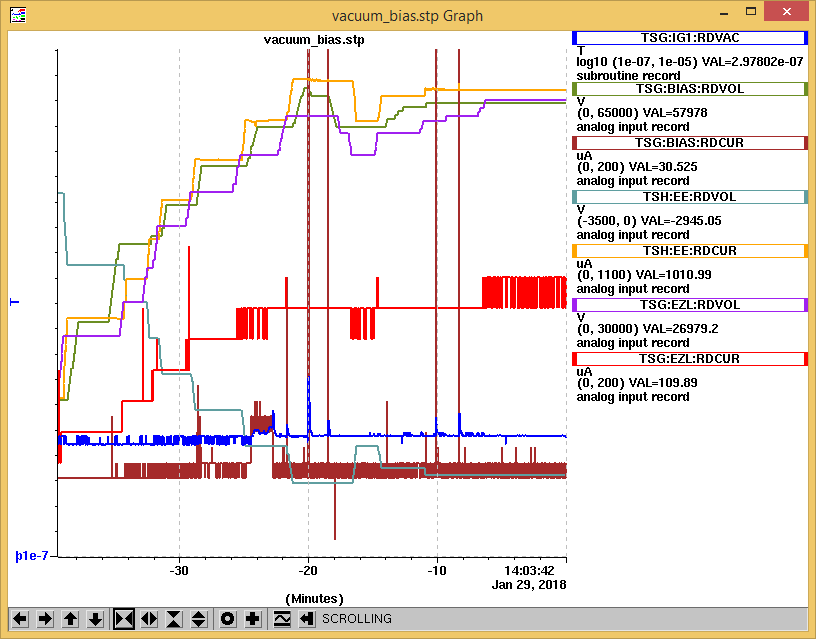 vacuum_bias.stp Graph
vacuum_bias.stp
TSG:IG1:RDVAC
T
log10 (1e-07, 1e-05) VAL=2.97802e-07
subroutine record
TSG:BIAS:RDVOL
V
(0, 65000) VAL=57978
analog input record
TSG:BIAS:RDCUR
uA
(0, 200) VAL=30.525
analog input record
TSH:EE:RDVOL
V
(-3500, 0) VAL=-2945.05
analog input record
TSH:EE:RDCUR
uA
(0, 1100) VAL=1010.99
analog input record
TSG:EZL:RDVOL
V
(0, 30000) VAL=26979.2
analog input record
TSG:EZL:RDCUR
uA
(0, 200) VAL=109.89
analog input record
T
1e-7
-30
-20
-10
14:03:42
Jan 29, 2018
(Minutes)
SCROLLING